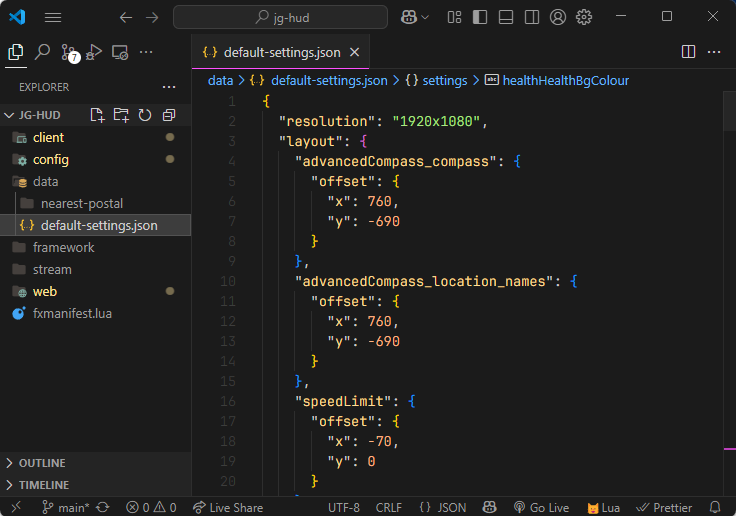 jg-hud
7
default-settings.json
EXPLORER
JG-HUD
client
config
data
nearest-postal
default-settings.json
framework
stream
web
fxmanifest.lua
OUTLINE
TIMELINE
data > default-settings.json > {} settings > abc healthHealthBgColour
1 {
2 "resolution": "1920x1080",
3 "layout": {
4 "advancedCompass_compass": {
5 "offset": {
6 "x": 760,
7 "y": -690
8 }
9 },
10 "advancedCompass_location_names": {
11 "offset": {
12 "x": 760,
13 "y": -690
14 }
15 },
16 "speedLimit": {
17 "offset": {
18 "x": -70,
19 "y": 0
20 }
main* 0 0 Live Share UTF-8 CRLF {} JSON Go Live Lua Prettier